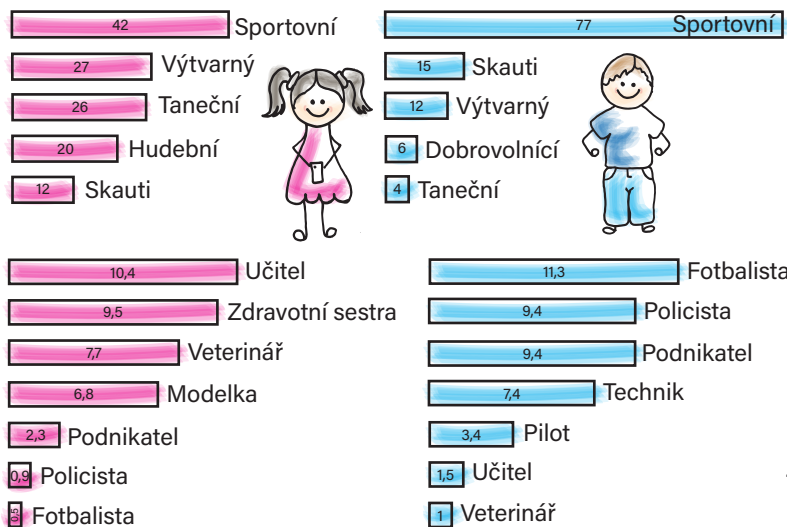 42 Sportovní
27 Výtvarný
26 Taneční
20 Hudební
12 Skauti
77 Sportovní
15 Skauti
12 Výtvarný
6 Dobrovolnící
4 Taneční
10,4 Učitel
9,5 Zdravotní sestra
7,7 Veterinář
6,8 Modelka
2,3 Podnikatel
0,9 Policista
0,5 Fotbalista
11,3 Fotbalista
9,4 Policista
9,4 Podnikatel
7,4 Technik
3,4 Pilot
1,5 Učitel
1 Veterinář